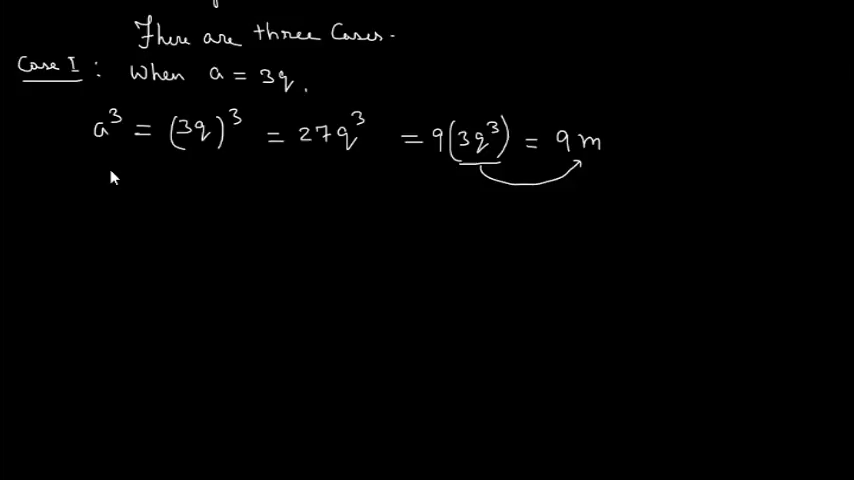 There are three Cases.
Case I : When a = 3q.
a³ = (3q)³ = 27q³ = 9(3q³) = 9m